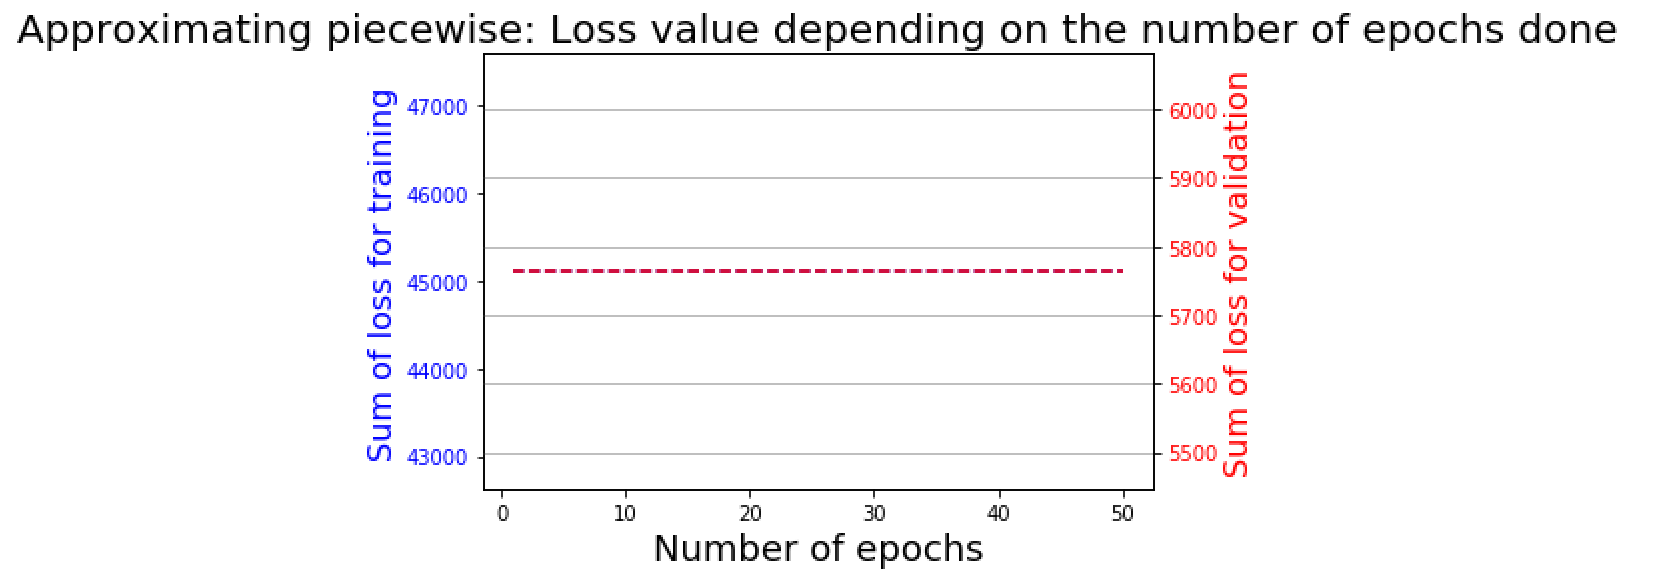 Approximating piecewise: Loss value depending on the number of epochs done
Sum of loss for training
47000
46000
45000
44000
43000
6000
5900
5800
5700
5600
5500
Sum of loss for validation
0 10 20 30 40 50
Number of epochs